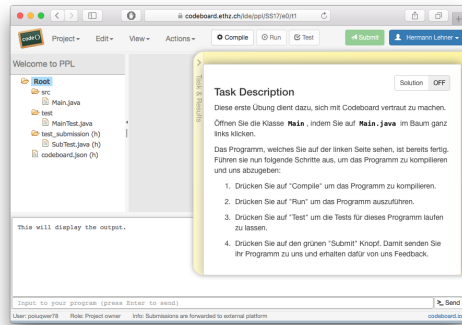 codeboard.ethz.ch/ide/ppl/SS17/e0/t1
code()
Project Edit View Actions Compile Run Test Submit Hermann Lehner
Welcome to PPL
Root
src
Main.java
test
MainTest.java
test_submission (h)
SubTest.java (h)
codeboard.json (h)
Task & Results
Solution OFF
Task Description
Diese erste Übung dient dazu, sich mit Codeboard vertraut zu machen.
Öffnen Sie die Klasse Main, indem Sie auf Main.java im Baum ganz
links klicken.
Das Programm, welches Sie auf der linken Seite sehen, ist bereits fertig.
Führen sie nun folgende Schritte aus, um das Programm zu kompilieren
und uns abzugeben:
1. Drücken Sie auf "Compile" um das Programm zu kompilieren.
2. Drücken Sie auf "Run" um das Programm auszuführen.
3. Drücken Sie auf "Test" um die Tests für dieses Programm laufen
zu lassen.
4. Drücken Sie auf den grünen "Submit" Knopf. Damit senden Sie
ihr Programm zu uns und erhalten dafür von uns Feedback.
This will display the output.
Input to your program (press Enter to send)
>_ Send
User: poiuqwer78 Role: Project owner Info: Submissions are forwarded to external platform
codeboard.io